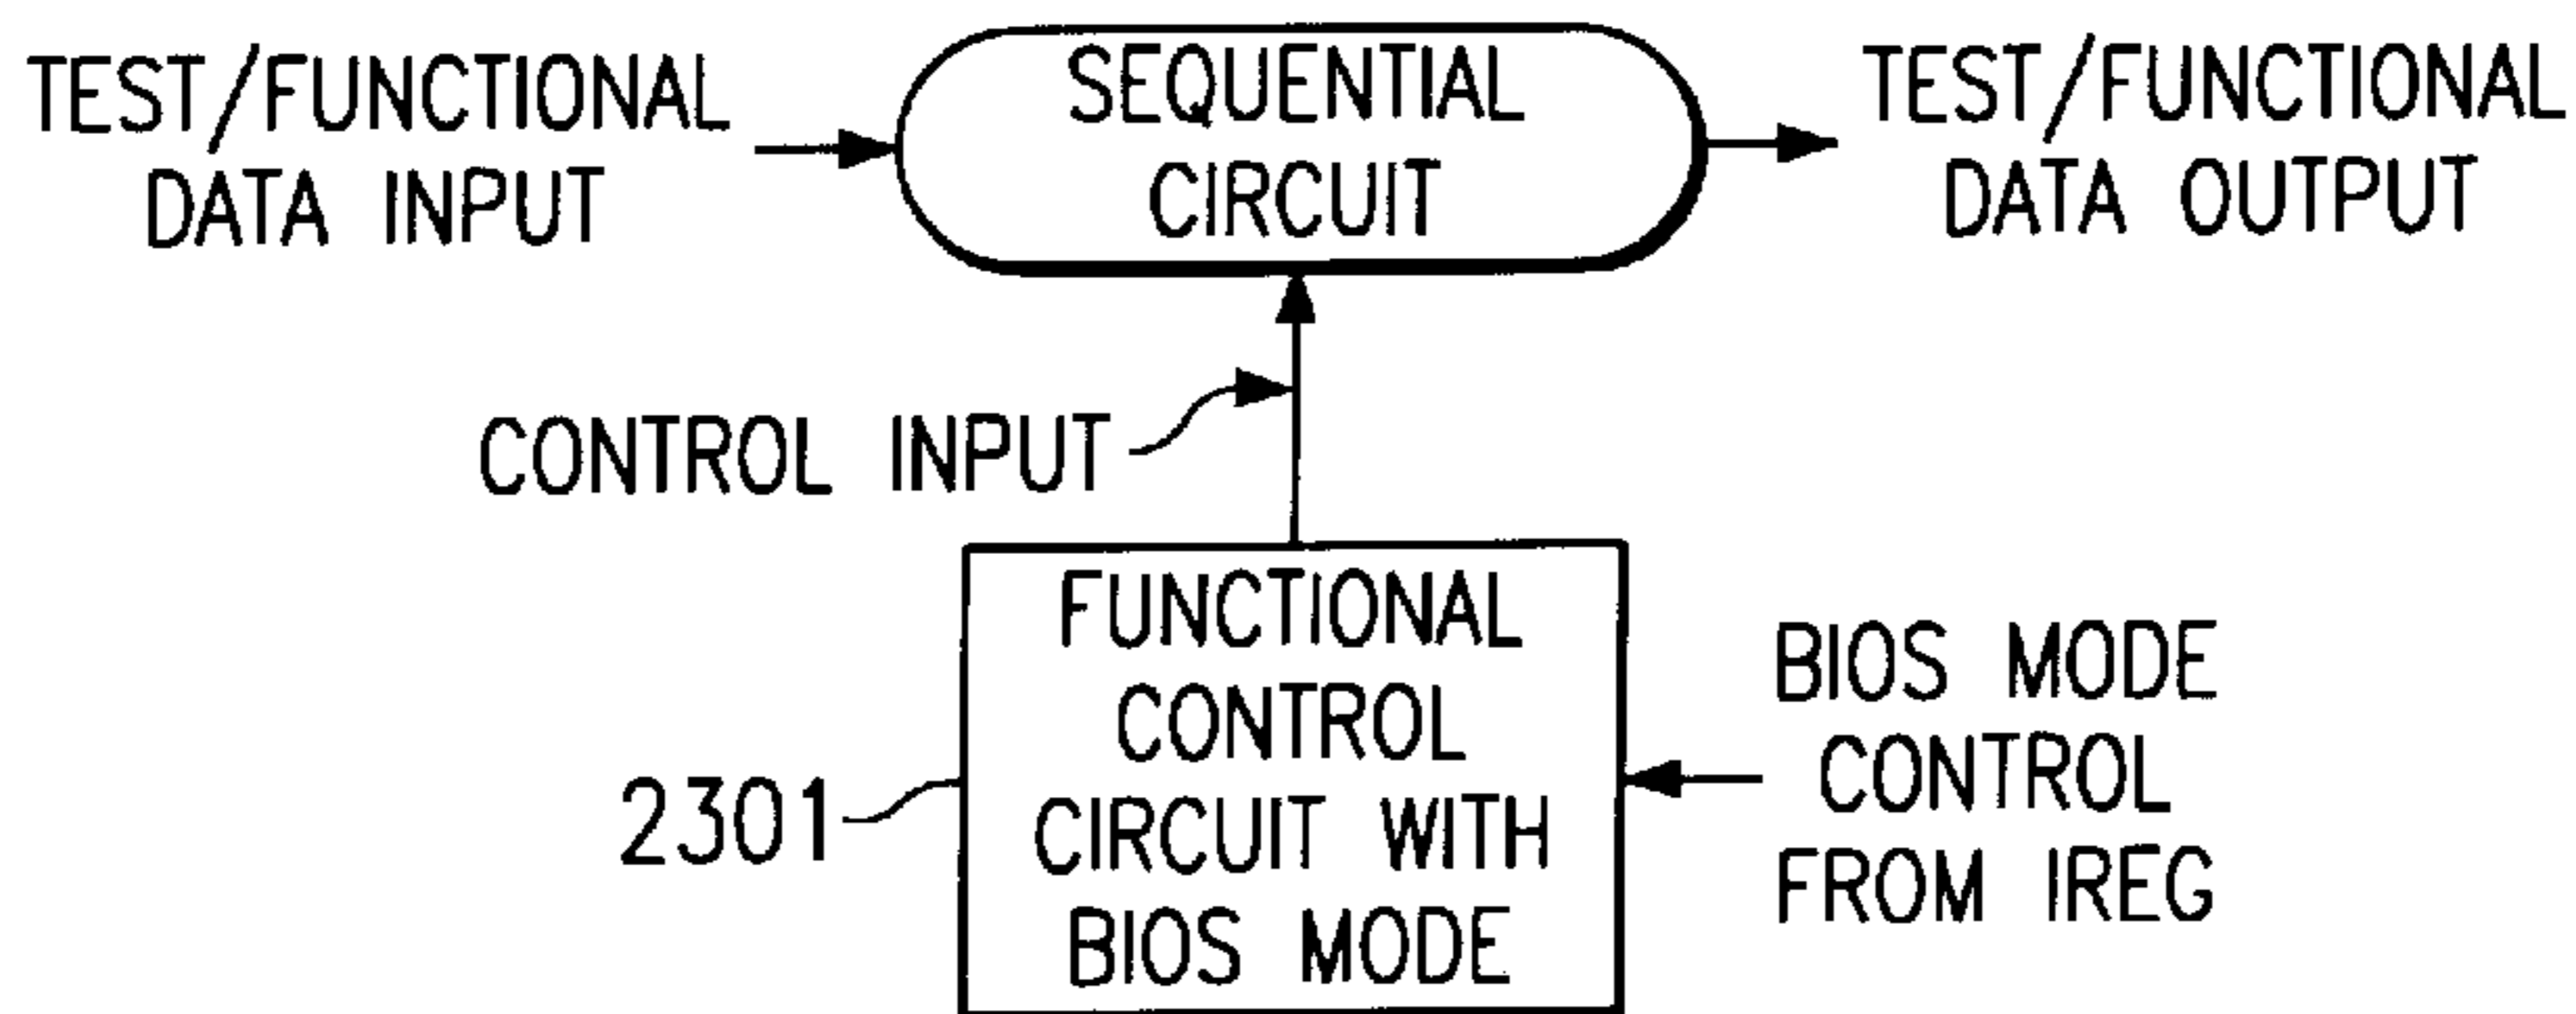 TEST/FUNCTIONAL
DATA INPUT
SEQUENTIAL
CIRCUIT
TEST/FUNCTIONAL
DATA OUTPUT
CONTROL INPUT
FUNCTIONAL
CONTROL
CIRCUIT WITH
BIOS MODE
2301
BIOS MODE
CONTROL
FROM IREG